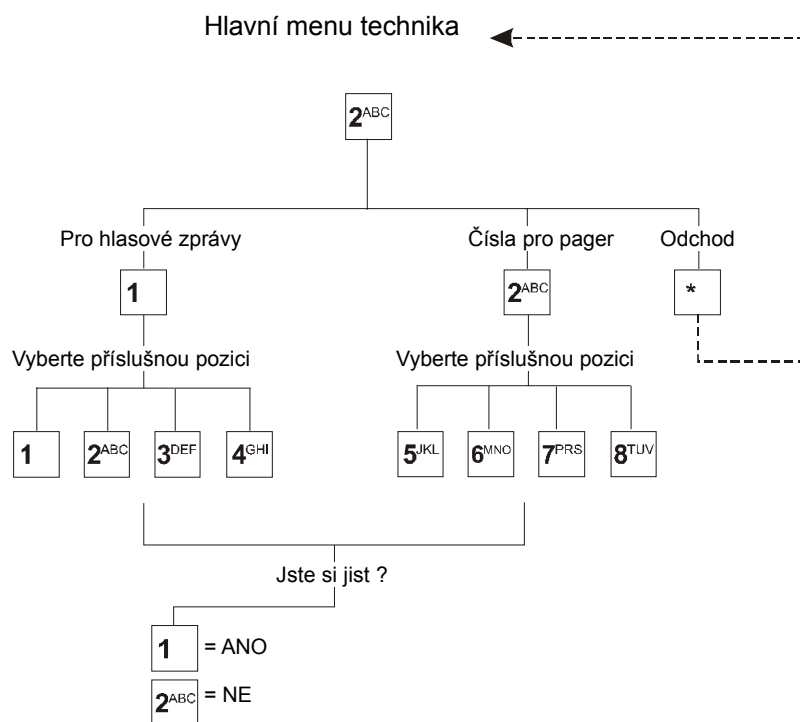 Hlavní menu technika
2ABC
Pro hlasové zprávy
Čísla pro pager
Odchod
1
2ABC
*
Vyberte příslušnou pozici
Vyberte příslušnou pozici
1
2ABC
3DEF
4GHI
5JKL
6MNO
7PRS
8TUV
Jste si jist ?
1 = ANO
2ABC = NE